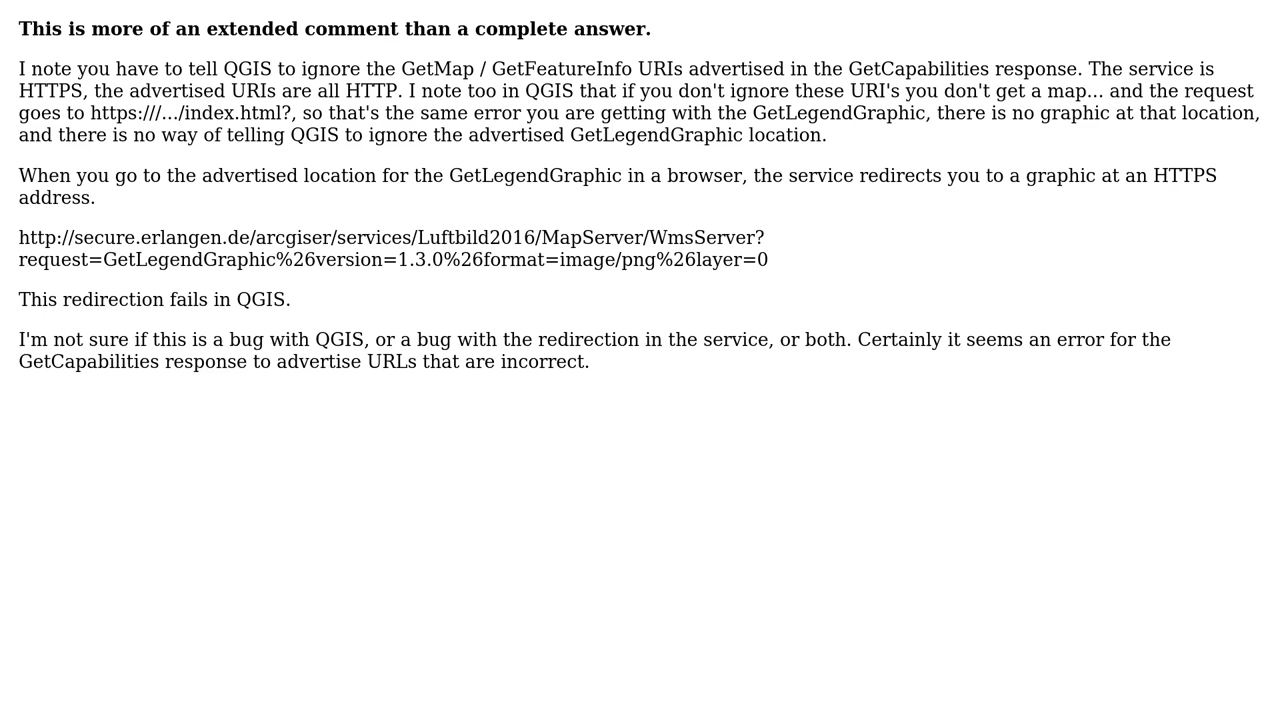 This is more of an extended comment than a complete answer.
I note you have to tell QGIS to ignore the GetMap / GetFeatureInfo URIs advertised in the GetCapabilities response. The service is
HTTPS, the advertised URIs are all HTTP. I note too in QGIS that if you don't ignore these URI's you don't get a map... and the request
goes to https:///.../index.html?, so that's the same error you are getting with the GetLegendGraphic, there is no graphic at that location,
and there is no way of telling QGIS to ignore the advertised GetLegendGraphic location.
When you go to the advertised location for the GetLegendGraphic in a browser, the service redirects you to a graphic at an HTTPS
address.
http://secure.erlangen.de/arcgiser/services/Luftbild2016/MapServer/WmsServer?
request=GetLegendGraphic%26version=1.3.0%26format=image/png%26layer=0
This redirection fails in QGIS.
I'm not sure if this is a bug with QGIS, or a bug with the redirection in the service, or both. Certainly it seems an error for the
GetCapabilities response to advertise URLs that are incorrect.